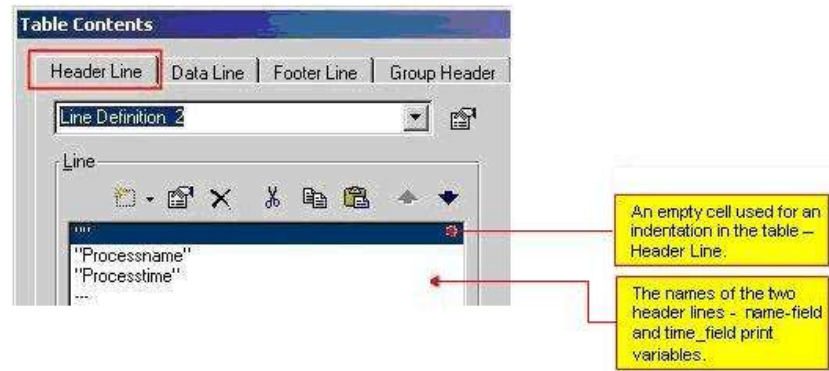 Table Contents
Header Line Data Line Footer Line Group Header
Line Definition 2
Line
""
"Processname"
"Processtime"
An empty cell used for an
indentation in the table –
Header Line.
The names of the two
header lines - name-field
and time_field print
variables.